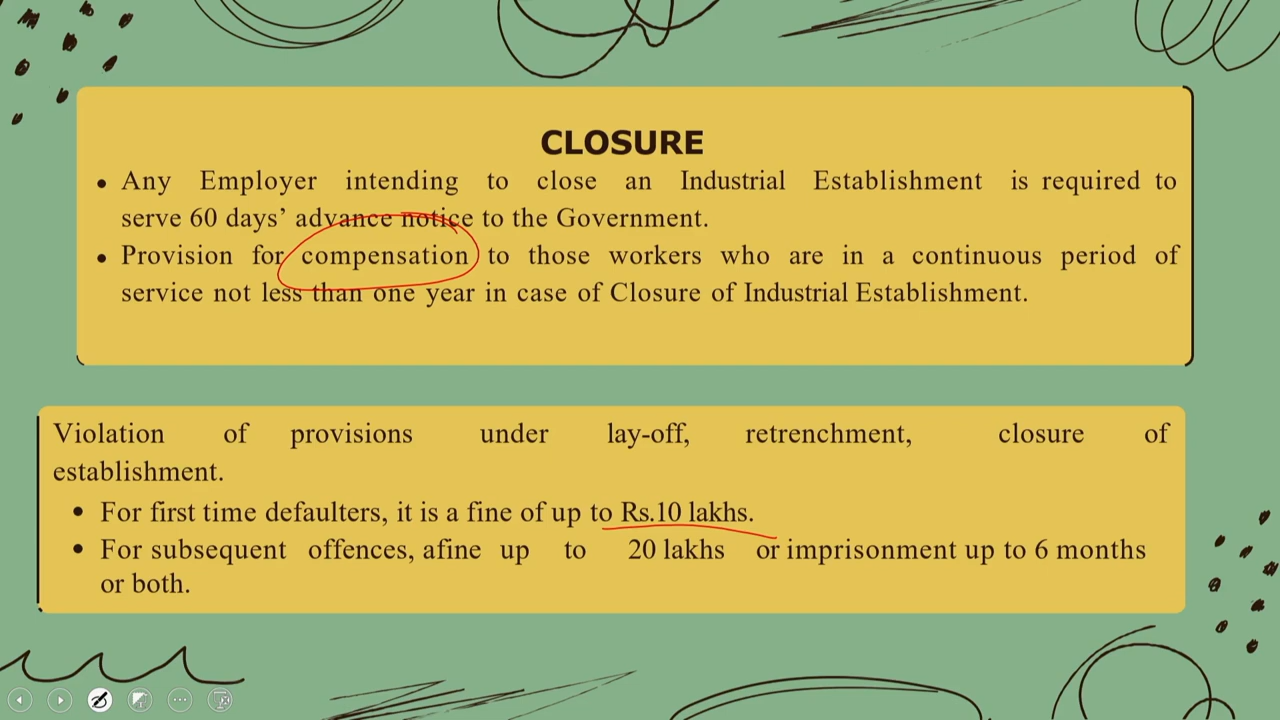 CLOSURE
• Any Employer intending to close an Industrial Establishment is required to
serve 60 days’ advance notice to the Government.
• Provision for compensation to those workers who are in a continuous period of
service not less than one year in case of Closure of Industrial Establishment.
Violation of provisions under lay-off, retrenchment, closure of
establishment.
• For first time defaulters, it is a fine of up to Rs.10 lakhs.
• For subsequent offences, afine up to 20 lakhs or imprisonment up to 6 months
or both.